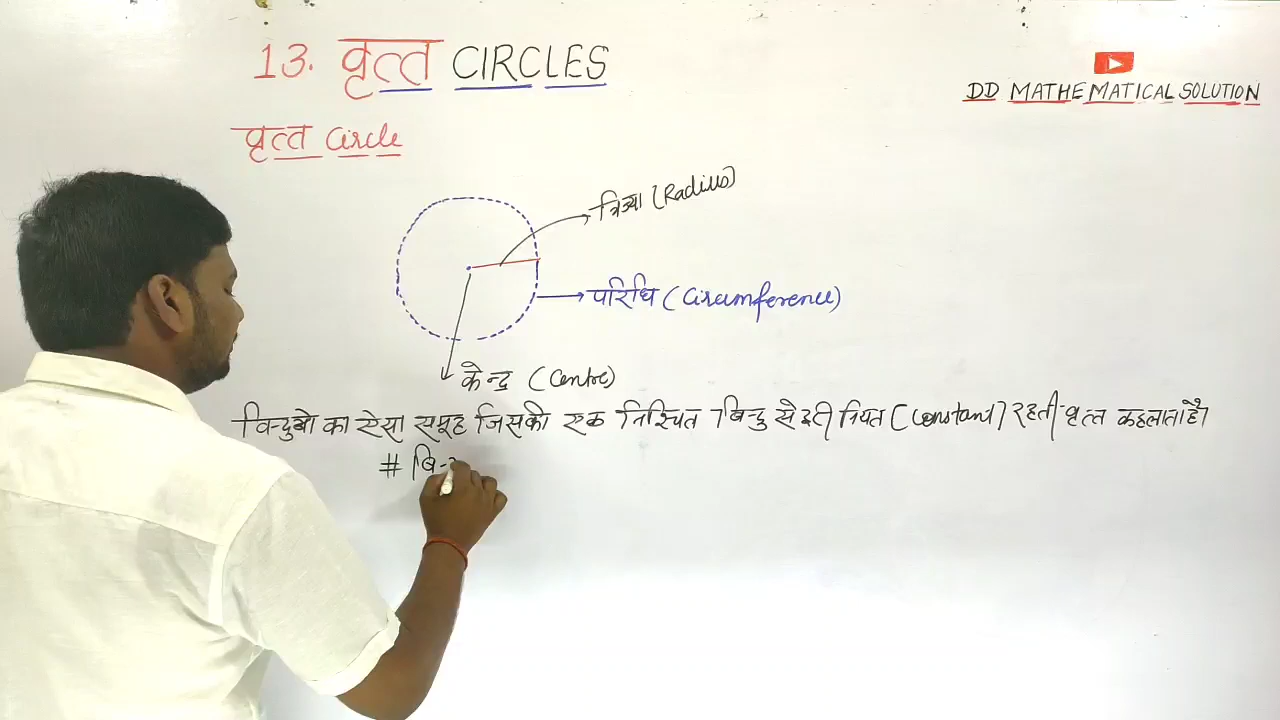 13. वृत्त CIRCLES
DD MATHEMATICAL SOLUTION
वृत्त Circle
त्रिज्या (Radius)
परिधि (Circumference)
केन्द्र (Centre)
विन्दुओ का ऐसा समूह जिसकी एक निश्चित बिन्दु से दूरी नियत (Constant) रहती वृत्त कहलाता है।
#